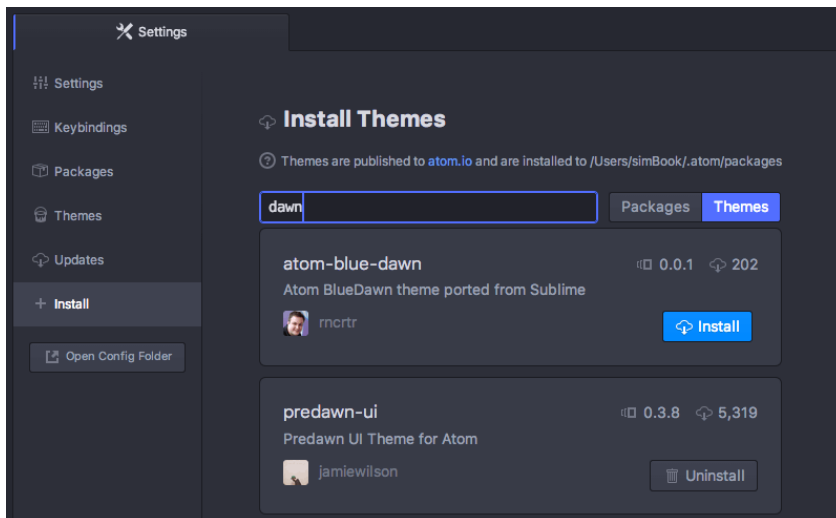 Settings
Settings
Keybindings
Packages
Themes
Updates
Install
Open Config Folder
Install Themes
Themes are published to atom.io and are installed to /Users/simBook/.atom/packages
dawn
Packages Themes
atom-blue-dawn 0.0.1 202
Atom BlueDawn theme ported from Sublime
rncrtr
Install
predawn-ui 0.3.8 5,319
Predawn UI Theme for Atom
jamiewilson
Uninstall